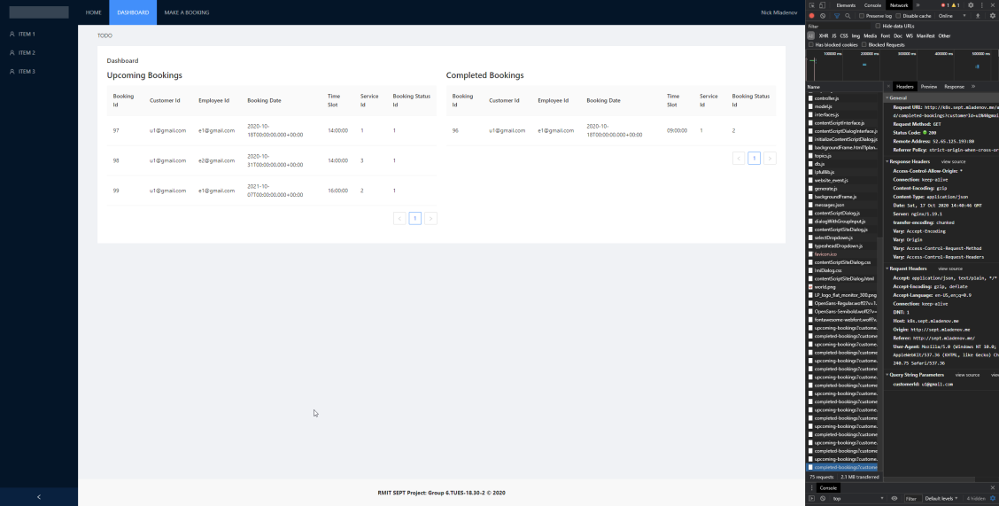 HOME DASHBOARD MAKE A BOOKING Nick Mladenov
ITEM 1
ITEM 2
ITEM 3
TODO
Dashboard
Upcoming Bookings
Booking Id Customer Id Employee Id Booking Date Time Slot Service Id Booking Status Id
97 u1@gmail.com e1@gmail.com 2020-10-18T00:00:00.000+00:00 14:00:00 1 1
98 u1@gmail.com e2@gmail.com 2020-10-31T00:00:00.000+00:00 14:00:00 3 1
99 u1@gmail.com e1@gmail.com 2021-10-07T00:00:00.000+00:00 16:00:00 2 1
< 1 >
Completed Bookings
Booking Id Customer Id Employee Id Booking Date Time Slot Service Id Booking Status Id
96 u1@gmail.com e1@gmail.com 2020-10-18T00:00:00.000+00:00 09:00:00 1 2
< 1 >
RMIT SEPT Project: Group 6.TUES-18.30-2 © 2020
Elements Console Network » 1 1
Preserve log Disable cache Online
Filter Hide data URLs
All XHR JS CSS Img Media Font Doc WS Manifest Other
Has blocked cookies Blocked Requests
100000 ms 200000 ms 300000 ms 400000 ms 500000 ms
Name
controller.js
model.js
interfaces.js
contentScriptInterface.js
contentScriptDialogInterface.js
initializeContentScriptDialog.js
backgroundFrame.html?plan...
topics.js
db.js
lpfulllib.js
website_event.js
generate.js
backgroundFrame.js
messages.json
contentScriptDialog.js
dialogWithGroupInput.js
contentScriptSiteDialog.js
selectDropdown.js
typeaheadDropdown.js
favicon.ico
contentScriptSiteDialog.css
lmiDialog.css
contentScriptSiteDialog.html
world.png
LP_logo_flat_monitor_300.png
OpenSans-Regular.woff2?v=1.
OpenSans-Semibold.woff2?v=
fontawesome-webfont.woff?v.
upcoming-bookings?custome.
completed-bookings?custome
upcoming-bookings?custome.
completed-bookings?custome
upcoming-bookings?custome.
completed-bookings?custome
upcoming-bookings?custome.
completed-bookings?custome
upcoming-bookings?custome.
completed-bookings?custome
upcoming-bookings?custome.
completed-bookings?custome
upcoming-bookings?custome.
completed-bookings?custome
upcoming-bookings?custome.
completed-bookings?custome
upcoming-bookings?custome.
completed-bookings?custome
75 requests 2.1 MB transferred
Headers Preview Response »
General
Request URL: http://k8s.sept.mladenov.me/a
d/completed-bookings?customerId=u1%40gmai
Request Method: GET
Status Code: 200
Remote Address: 52.65.125.193:80
Referrer Policy: strict-origin-when-cross-or
Response Headers view source
Access-Control-Allow-Origin: *
Connection: keep-alive
Content-Encoding: gzip
Content-Type: application/json
Date: Sat, 17 Oct 2020 14:40:46 GMT
Server: nginx/1.19.1
transfer-encoding: chunked
Vary: Accept-Encoding
Vary: Origin
Vary: Access-Control-Request-Method
Vary: Access-Control-Request-Headers
Request Headers view source
Accept: application/json, text/plain, */*
Accept-Encoding: gzip, deflate
Accept-Language: en-US,en;q=0.9
Connection: keep-alive
DNT: 1
Host: k8s.sept.mladenov.me
Origin: http://sept.mladenov.me
Referer: http://sept.mladenov.me/
User-Agent: Mozilla/5.0 (Windows NT 10.0;
AppleWebKit/537.36 (KHTML, like Gecko) Ch
240.75 Safari/537.36
Query String Parameters view source view
customerId: u1@gmail.com
Console
top Filter Default levels 4 hidden